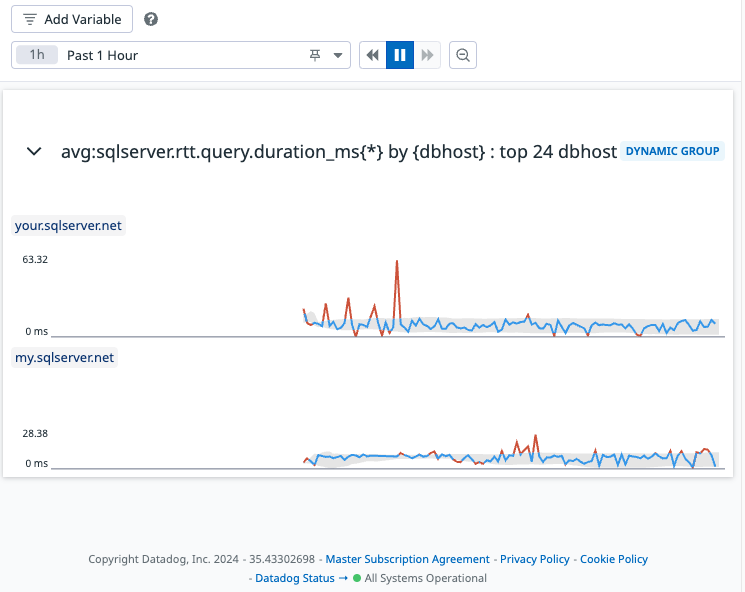 Add Variable ?
1h Past 1 Hour
avg:sqlserver.rtt.query.duration_ms{*} by {dbhost} : top 24 dbhost DYNAMIC GROUP
your.sqlserver.net
63.32
0 ms
my.sqlserver.net
28.38
0 ms
Copyright Datadog, Inc. 2024 - 35.43302698 - Master Subscription Agreement - Privacy Policy - Cookie Policy
- Datadog Status → All Systems Operational